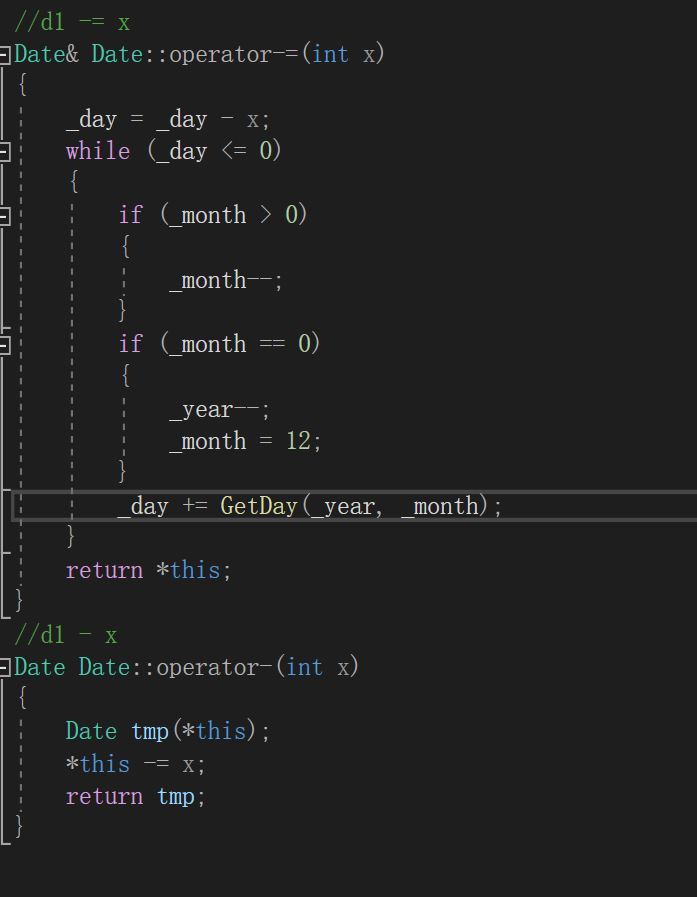 //d1 -= x
Date& Date::operator-=(int x)
{
    _day = _day - x;
    while (_day <= 0)
    {
        if (_month > 0)
        {
            _month--;
        }
        if (_month == 0)
        {
            _year--;
            _month = 12;
        }
        _day += GetDay(_year, _month);
    }
    return *this;
}
//d1 - x
Date Date::operator-(int x)
{
    Date tmp(*this);
    *this -= x;
    return tmp;
}